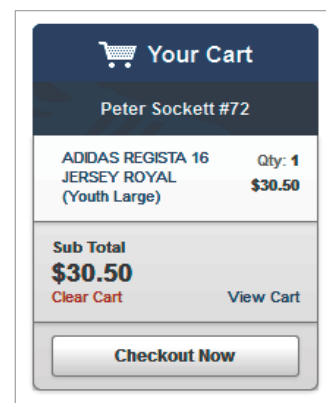 Your Cart
Peter Sockett #72
ADIDAS REGISTA 16 Qty: 1
JERSEY ROYAL $30.50
(Youth Large)
Sub Total
$30.50
Clear Cart View Cart
Checkout Now